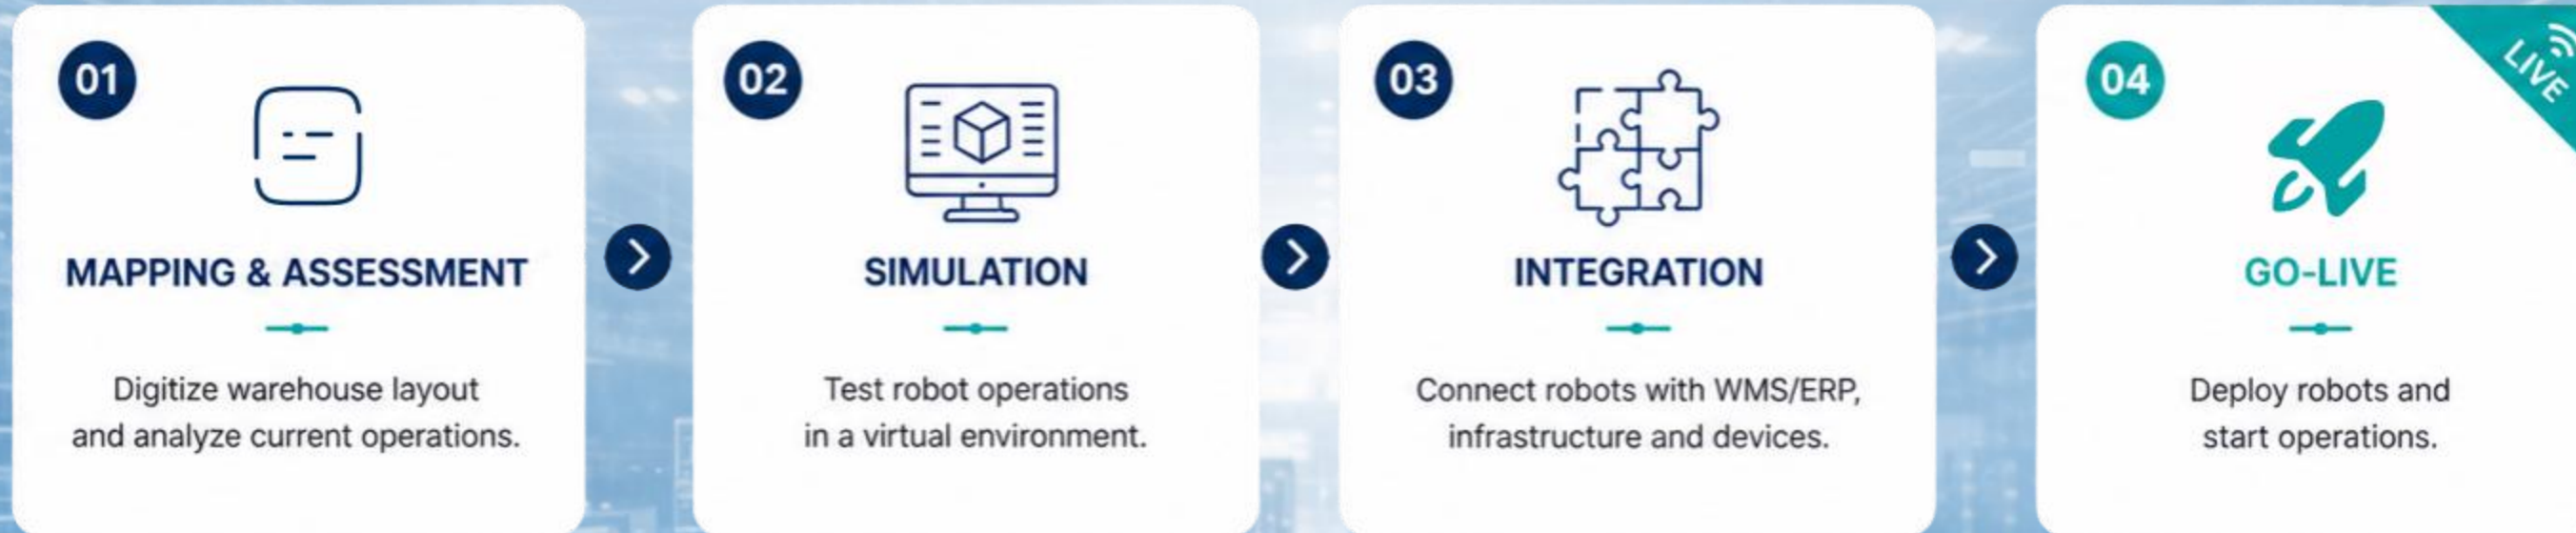 01
MAPPING & ASSESSMENT
Digitize warehouse layout
and analyze current operations.
02
SIMULATION
Test robot operations
in a virtual environment.
03
INTEGRATION
Connect robots with WMS/ERP,
infrastructure and devices.
04
LIVE
GO-LIVE
Deploy robots and
start operations.